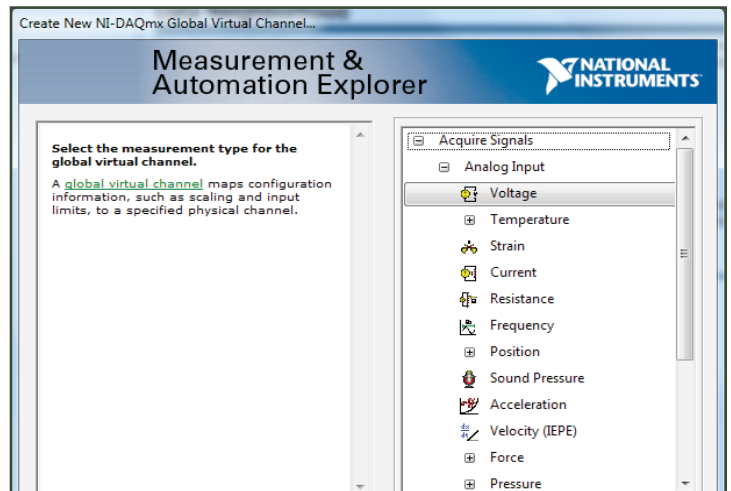 Create New NI-DAQmx Global Virtual Channel...
Measurement &
Automation Explorer
NATIONAL
INSTRUMENTS
Select the measurement type for the
global virtual channel.
A global virtual channel maps configuration
information, such as scaling and input
limits, to a specified physical channel.
Acquire Signals
Analog Input
Voltage
Temperature
Strain
Current
Resistance
Frequency
Position
Sound Pressure
Acceleration
Velocity (IEPE)
Force
Pressure